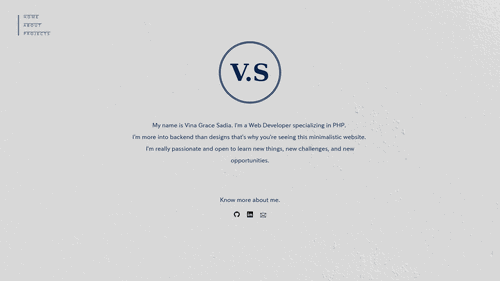 HOME
ABOUT
PROJECTS
V.S
My name is Vina Grace Sadia. I'm a Web Developer specializing in PHP.
I'm more into backend than designs that's why you're seeing this minimalistic website.
I'm really passionate and open to learn new things, new challenges, and new
opportunities.
Know more about me.